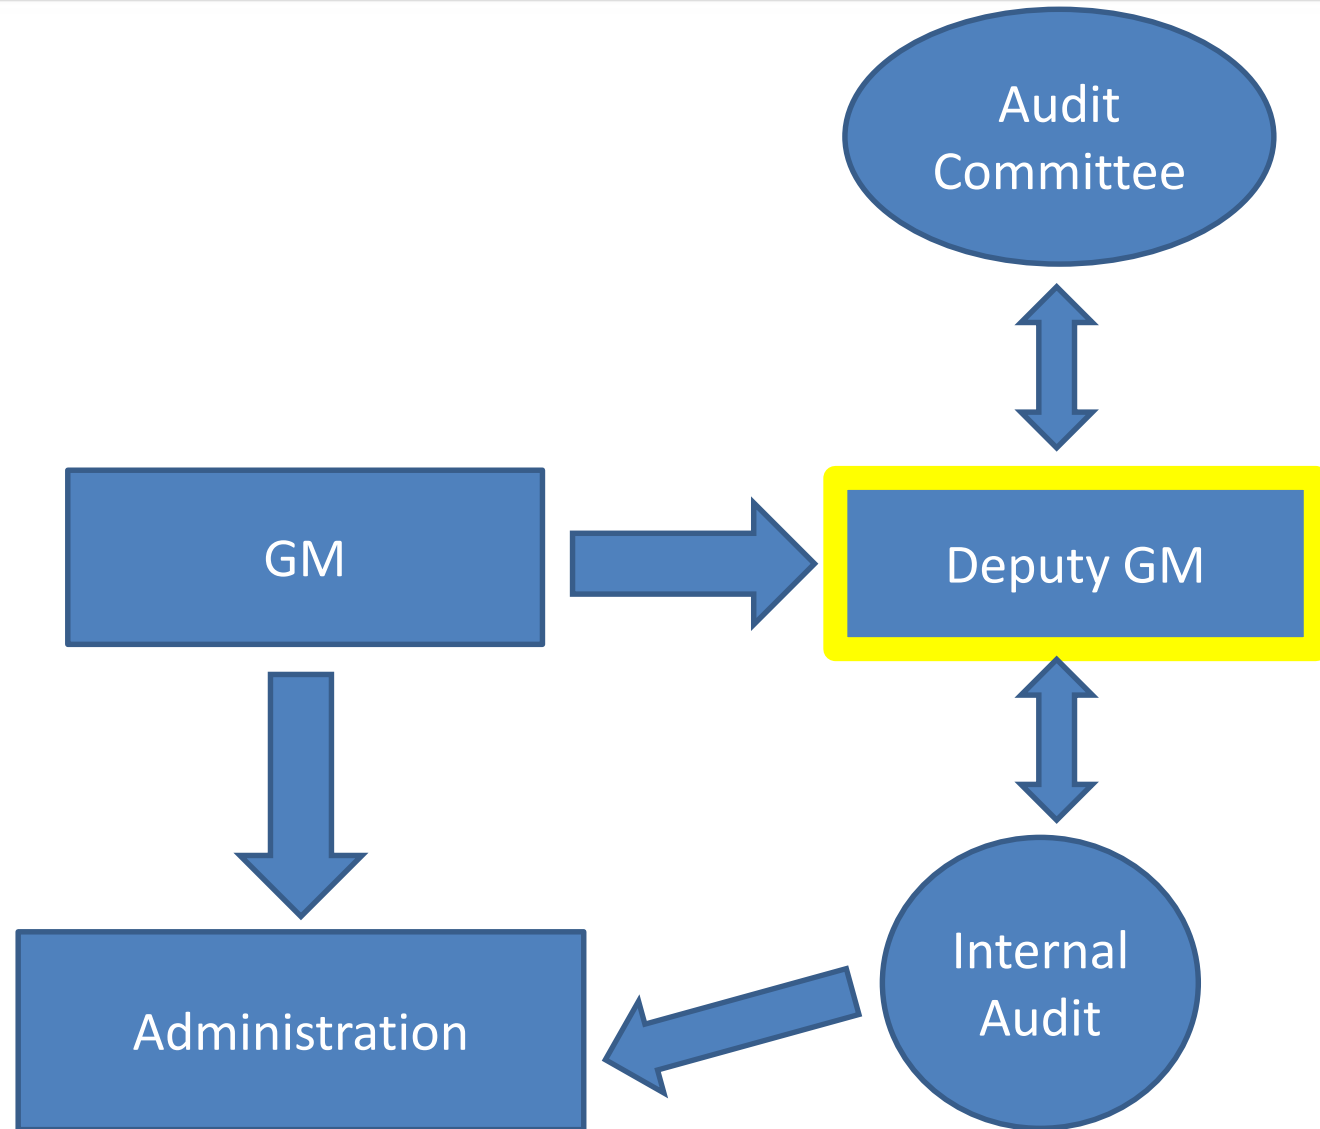 Audit
Committee
GM
Deputy GM
Internal
Audit
Administration